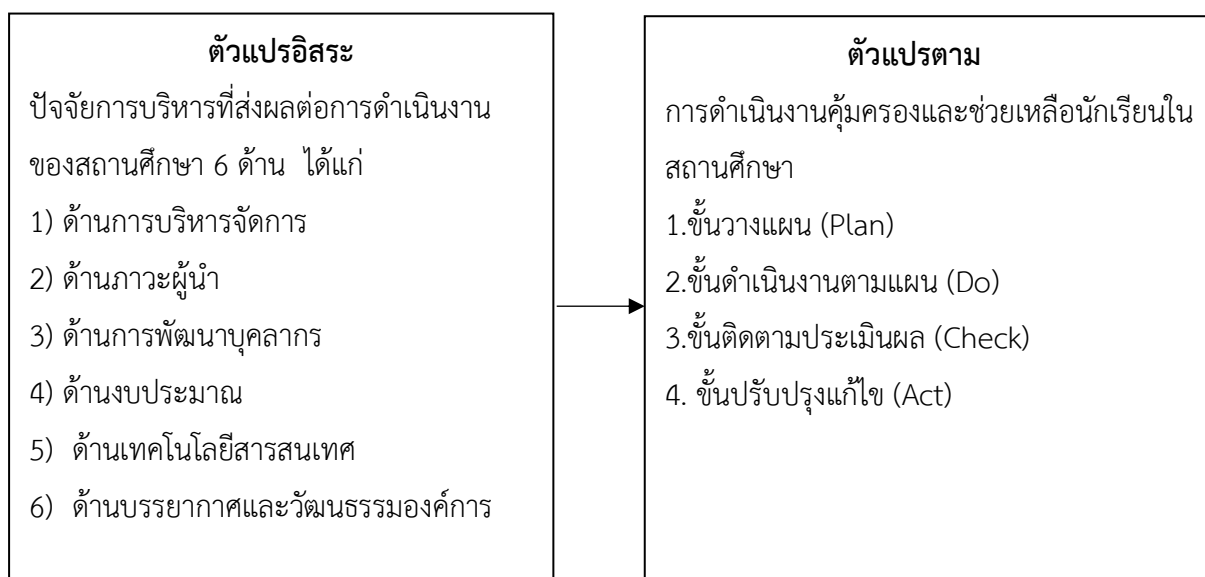 ตัวแปรอิสระ
ปัจจัยการบริหารที่ส่งผลต่อการดำเนินงาน
ของสถานศึกษา 6 ด้าน ได้แก่
1) ด้านการบริหารจัดการ
2) ด้านภาวะผู้นำ
3) ด้านการพัฒนาบุคลากร
4) ด้านงบประมาณ
5) ด้านเทคโนโลยีสารสนเทศ
6) ด้านบรรยากาศและวัฒนธรรมองค์การ
ตัวแปรตาม
การดำเนินงานคุ้มครองและช่วยเหลือนักเรียนใน
สถานศึกษา
1.ขั้นวางแผน (Plan)
2.ขั้นดำเนินงานตามแผน (Do)
3.ขั้นติดตามประเมินผล (Check)
4. ขั้นปรับปรุงแก้ไข (Act)